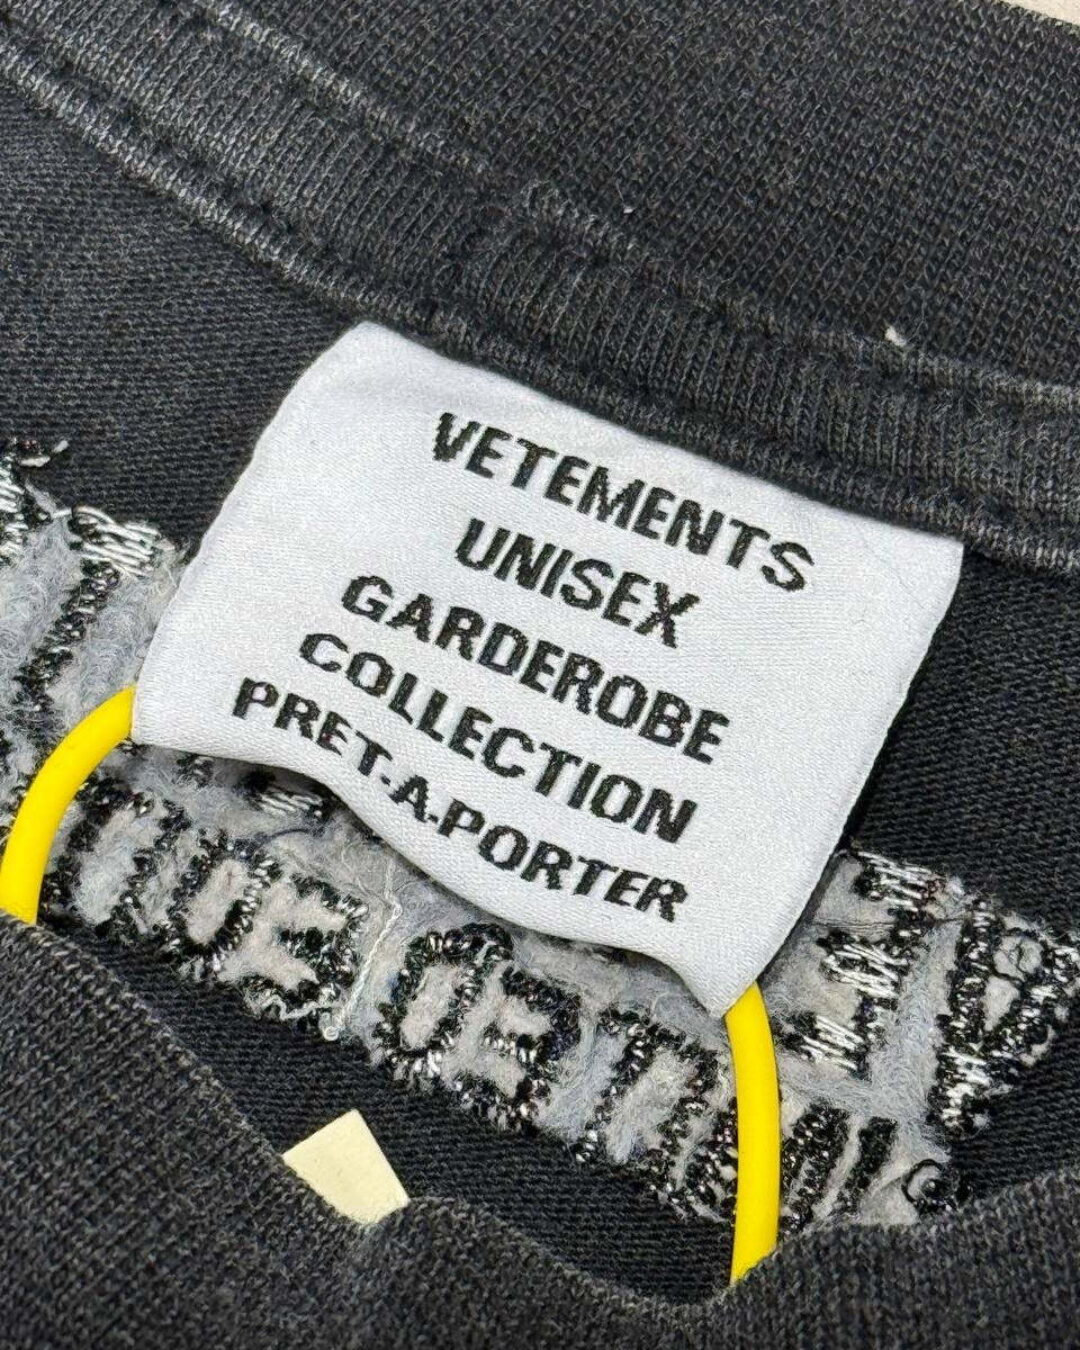 VETEMENTS
UNISEX
GARDEROBE
COLLECTION
PRET-A-PORTER